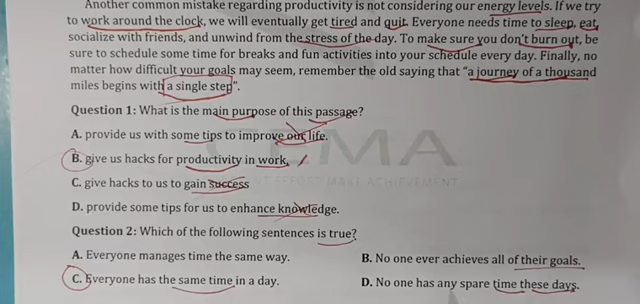 Another common mistake regarding productivity is not considering our energy levels. If we try
to work around the clock, we will eventually get tired and quit. Everyone needs time to sleep, eat,
socialize with friends, and unwind from the stress of the day. To make sure you don't burn out, be
sure to schedule some time for breaks and fun activities into your schedule every day. Finally, no
matter how difficult your goals may seem, remember the old saying that "a journey of a thousand
miles begins with a single step".
Question 1: What is the main purpose of this passage?
A. provide us with some tips to improve our life.
B. give us hacks for productivity in work.
C. give hacks to us to gain success
D. provide some tips for us to enhance knowledge.
Question 2: Which of the following sentences is true?
A. Everyone manages time the same way.
B. No one ever achieves all of their goals.
C. Everyone has the same time in a day.
D. No one has any spare time these days.
EFFORT MAKE ACHIEVEMENT